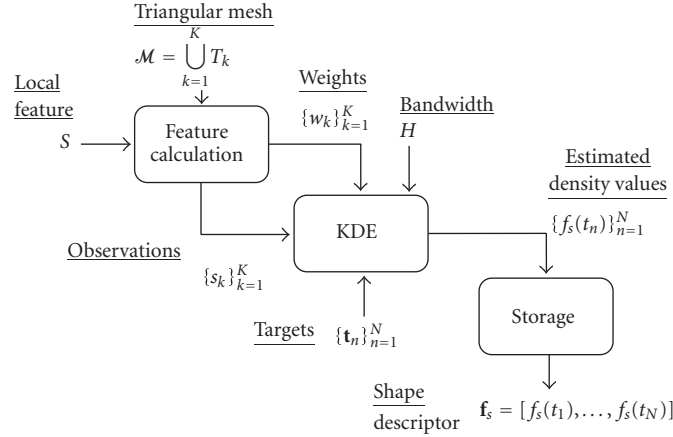 Triangular mesh
ℳ = ⋃_{k=1}^{K} T_k
Local
feature
S
Feature
calculation
Weights
{w_k}_{k=1}^{K}
Bandwidth
H
Estimated
density values
{f_s(t_n)}_{n=1}^{N}
KDE
Observations
{s_k}_{k=1}^{K}
Targets
{𝐭_n}_{n=1}^{N}
Storage
Shape
descriptor
𝐟_s = [f_s(t_1), ..., f_s(t_N)]